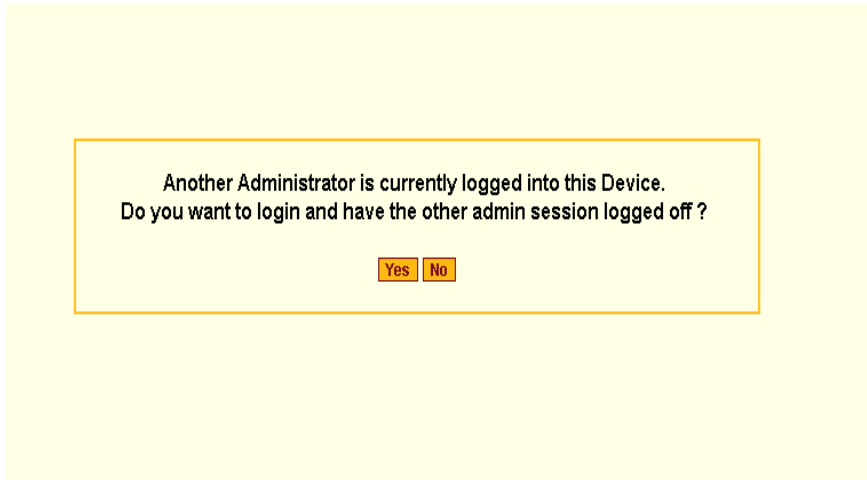 Another Administrator is currently logged into this Device.
Do you want to login and have the other admin session logged off ?
Yes No